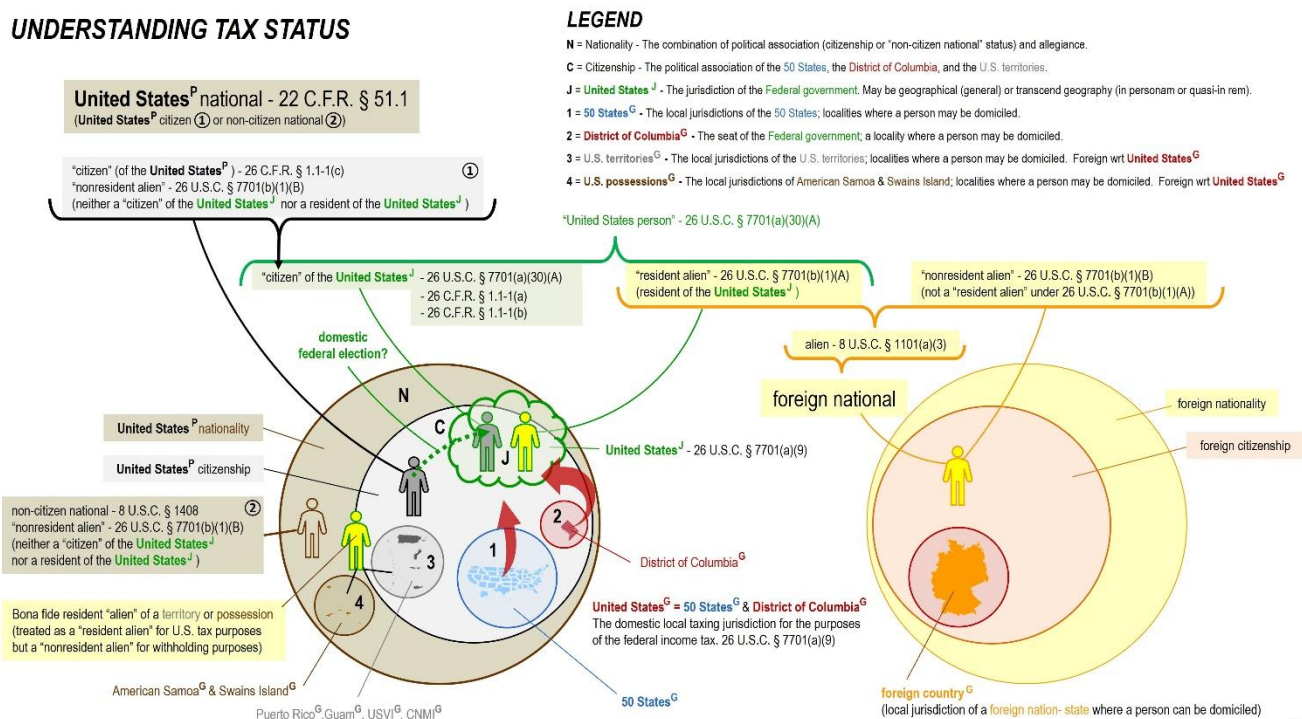 UNDERSTANDING TAX STATUS
LEGEND
N = Nationality - The combination of political association (citizenship or "non-citizen national" status) and allegiance.
C = Citizenship - The political association of the 50 States, the District of Columbia, and the U.S. territories.
J = United States J - The jurisdiction of the Federal government. May be geographical (general) or transcend geography (in personam or quasi-in rem).
1 = 50 States G - The local jurisdictions of the 50 States; localities where a person may be domiciled.
2 = District of Columbia G - The seat of the Federal government; a locality where a person may be domiciled.
3 = U.S. territories G - The local jurisdictions of the U.S. territories; localities where a person may be domiciled. Foreign wrt United States G
4 = U.S. possessions G - The local jurisdictions of American Samoa & Swains Island; localities where a person may be domiciled. Foreign wrt United States G
United States P national - 22 C.F.R. § 51.1
(United States P citizen ① or non-citizen national ②)
"citizen" (of the United States P ) - 26 C.F.R. § 1.1-1(c) ①
"nonresident alien" - 26 U.S.C. § 7701(b)(1)(B)
(neither a "citizen" of the United States J nor a resident of the United States J )
"United States person" - 26 U.S.C. § 7701(a)(30)(A)
"citizen" of the United States J - 26 U.S.C. § 7701(a)(30)(A)
- 26 C.F.R. § 1.1-1(a)
- 26 C.F.R. § 1.1-1(b)
"resident alien" - 26 U.S.C. § 7701(b)(1)(A)
(resident of the United States J )
"nonresident alien" - 26 U.S.C. § 7701(b)(1)(B)
(not a "resident alien" under 26 U.S.C. § 7701(b)(1)(A))
alien - 8 U.S.C. § 1101(a)(3)
foreign national
domestic
federal election?
N
C
J
United States P nationality
United States P citizenship
United States J - 26 U.S.C. § 7701(a)(9)
foreign nationality
foreign citizenship
non-citizen national - 8 U.S.C. § 1408 ②
"nonresident alien" - 26 U.S.C. § 7701(b)(1)(B)
(neither a "citizen" of the United States J
nor a resident of the United States J )
1
2
3
4
District of Columbia G
Bona fide resident "alien" of a territory or possession
(treated as a "resident alien" for U.S. tax purposes
but a "nonresident alien" for withholding purposes)
United States G = 50 States G & District of Columbia G
The domestic local taxing jurisdiction for the purposes
of the federal income tax. 26 U.S.C. § 7701(a)(9)
American Samoa G & Swains Island G
Puerto Rico G, Guam G, USVI G, CNMI G
50 States G
foreign country G
(local jurisdiction of a foreign nation- state where a person can be domiciled)